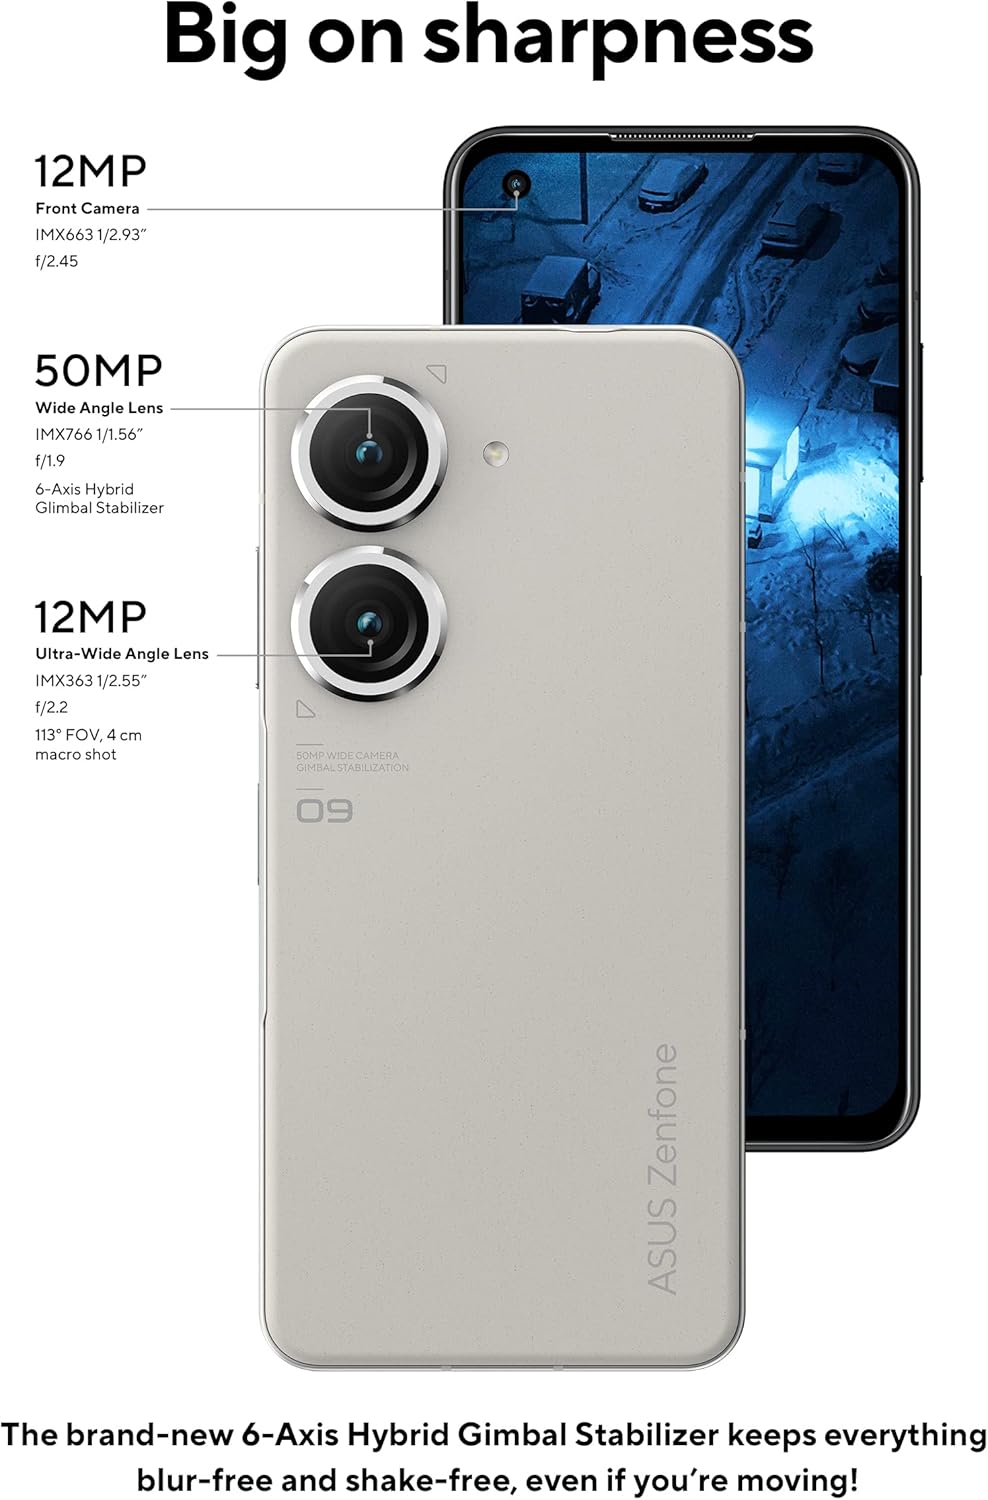 Big on sharpness
12MP
Front Camera
IMX663 1/2.93”
f/2.45
50MP
Wide Angle Lens
IMX766 1/1.56”
f/1.9
6-Axis Hybrid
Glimbal Stabilizer
12MP
Ultra-Wide Angle Lens
IMX363 1/2.55”
f/2.2
113° FOV, 4 cm
macro shot
50MP WIDE CAMERA
GIMBAL STABILIZATION
09
ASUS Zenfone
The brand-new 6-Axis Hybrid Gimbal Stabilizer keeps everything
blur-free and shake-free, even if you’re moving!